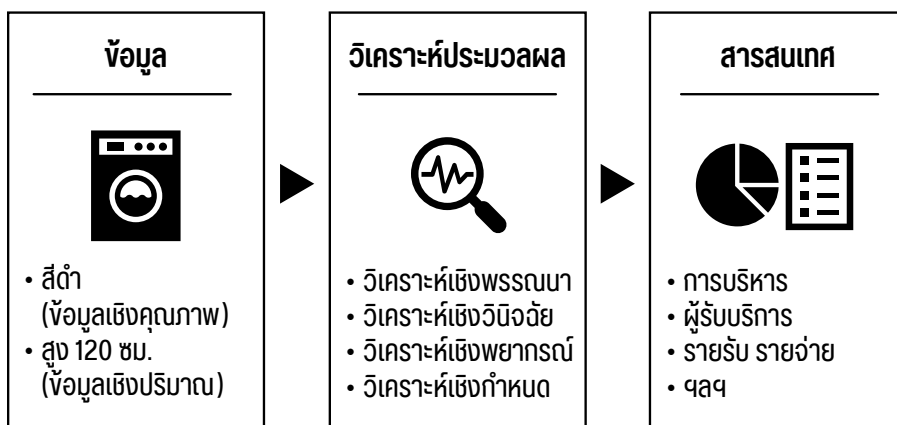 ข้อมูล
• สีดำ
(ข้อมูลเชิงคุณภาพ)
• สูง 120 ซม.
(ข้อมูลเชิงปริมาณ)
วิเคราะห์ประมวลผล
• วิเคราะห์เชิงพรรณนา
• วิเคราะห์เชิงวินิจฉัย
• วิเคราะห์เชิงพยากรณ์
• วิเคราะห์เชิงกำหนด
สารสนเทศ
• การบริหาร
• ผู้รับบริการ
• รายรับ รายจ่าย
• ฯลฯ